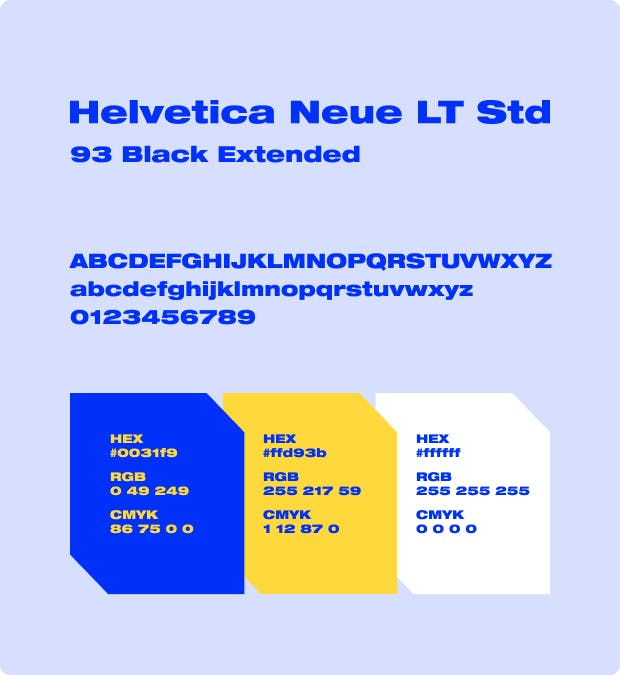 Helvetica Neue LT Std
93 Black Extended
ABCDEFGHIJKLMNOPQRSTUVWXYZ
abcdefghijklmnopqrstuvwxyz
0123456789
HEX
#0031f9
RGB
0 49 249
CMYK
86 75 0 0
HEX
#ffd93b
RGB
255 217 59
CMYK
1 12 87 0
HEX
#ffffff
RGB
255 255 255
CMYK
0 0 0 0